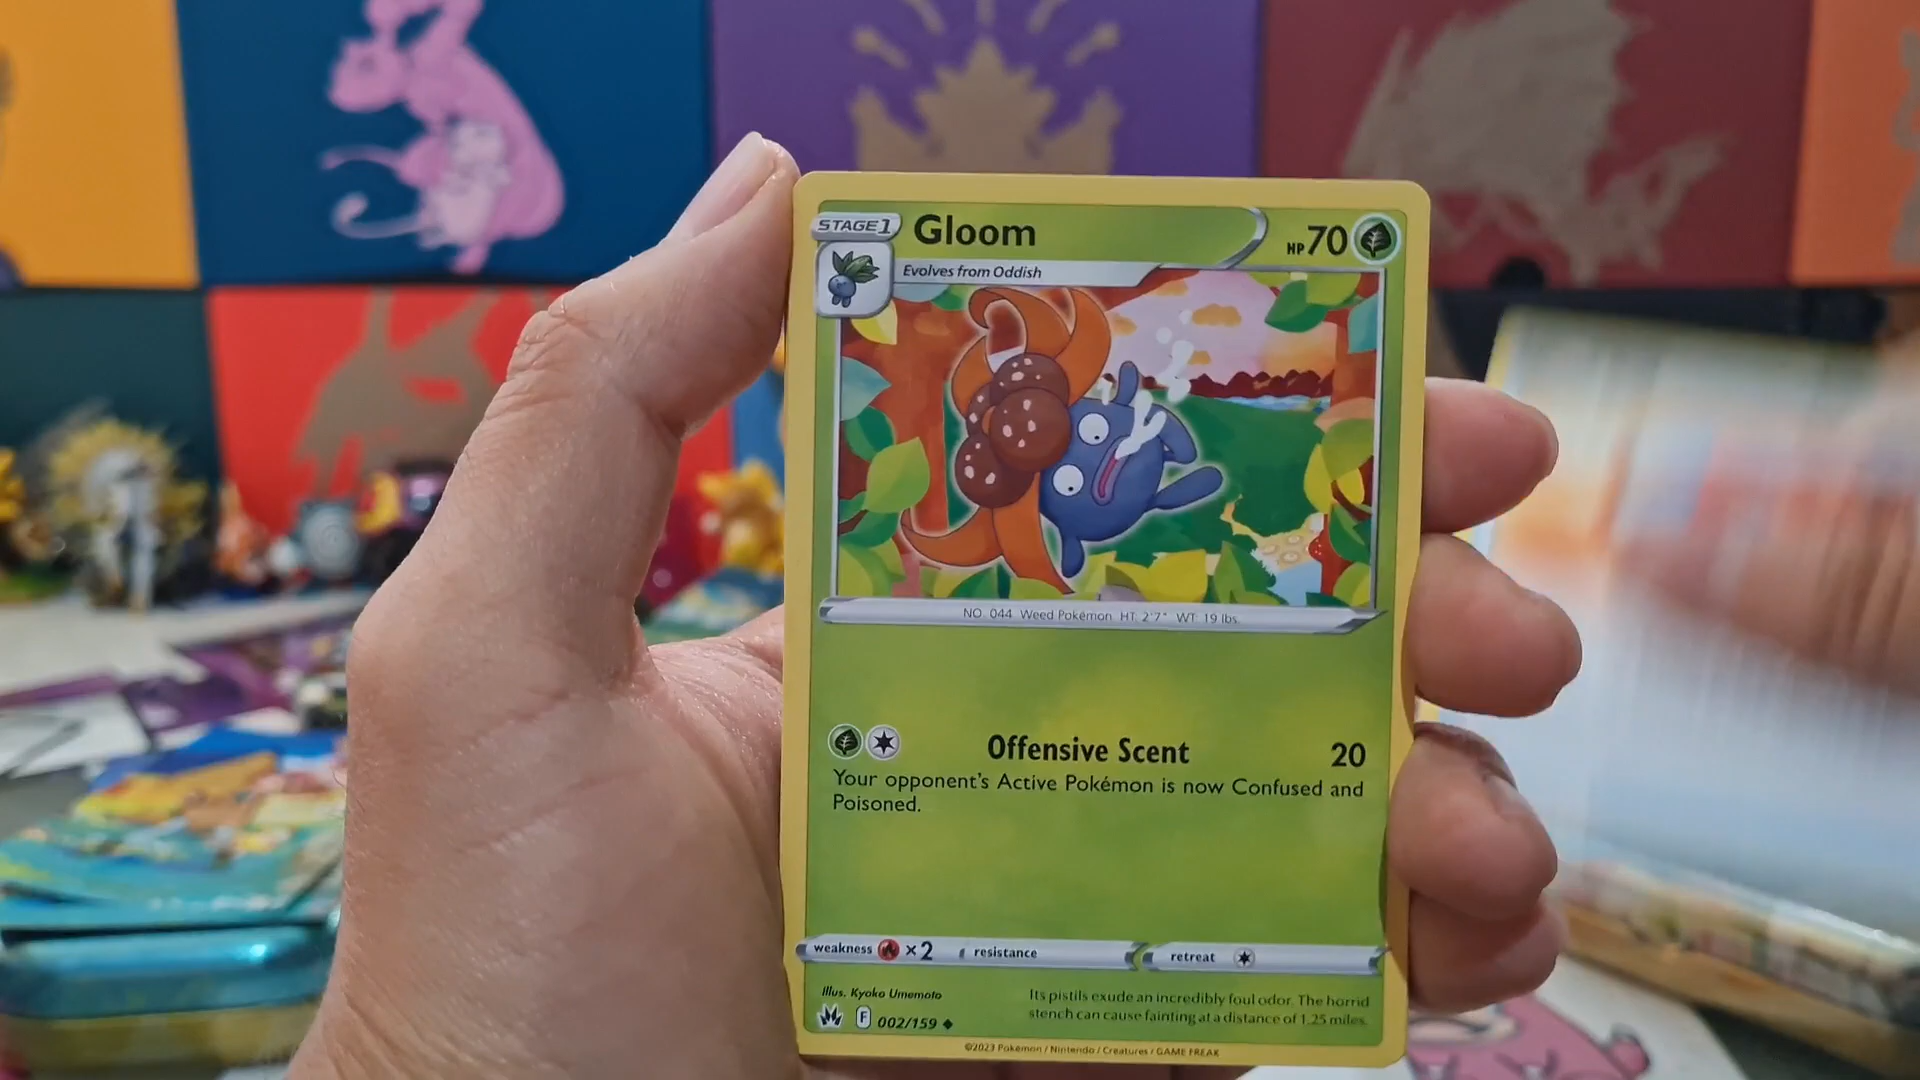 STAGE 1 Gloom HP 70
Evolves from Oddish
NO. 044 Weed Pokémon HT: 2'7" WT: 19 lbs.
Offensive Scent 20
Your opponent's Active Pokémon is now Confused and
Poisoned.
weakness ×2 resistance retreat
Illus. Kyoko Umemoto
F 002/159
Its pistils exude an incredibly foul odor. The horrid
stench can cause fainting at a distance of 1.25 miles.
©2023 Pokémon / Nintendo / Creatures / GAME FREAK